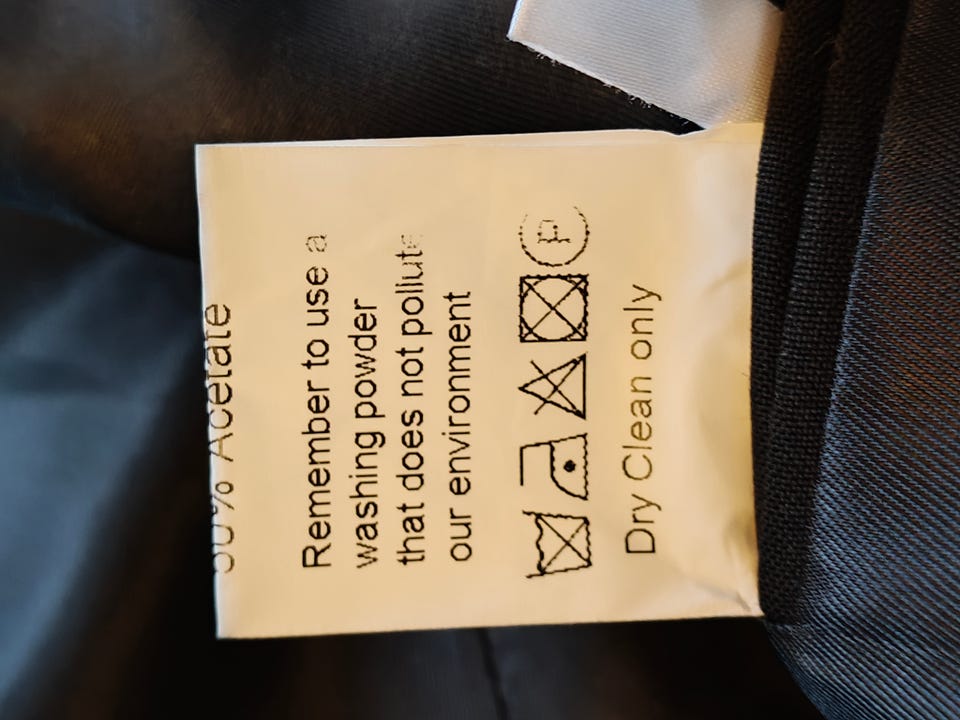 % Acetate
Remember to use a
washing powder
that does not pollute
our environment
P
Dry Clean only